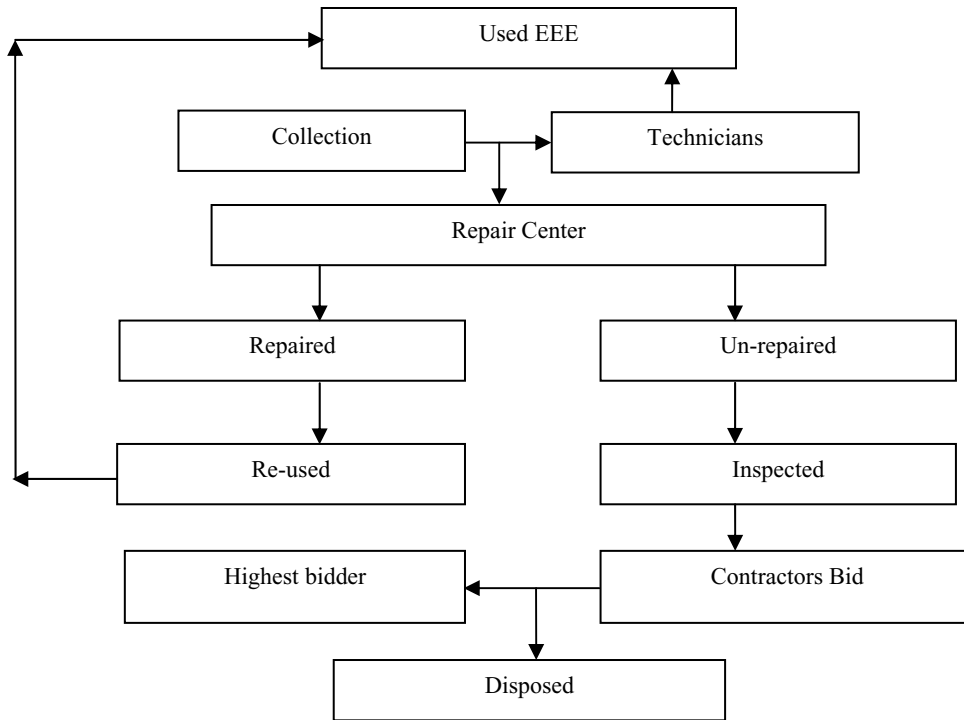 Used EEE
Collection
Technicians
Repair Center
Repaired
Un-repaired
Re-used
Inspected
Highest bidder
Contractors Bid
Disposed